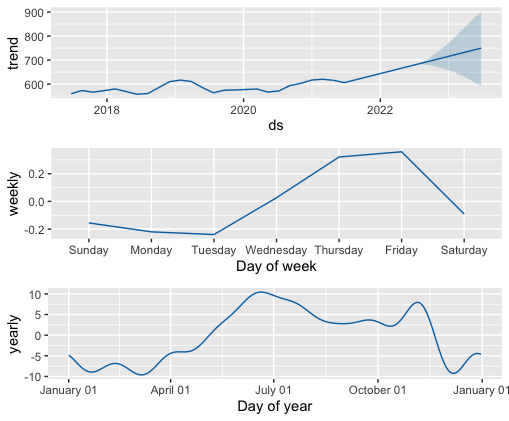 900
800
700
600
trend
2018
2020
2022
ds
0.2
0.0
-0.2
weekly
Sunday Monday Tuesday Wednesday Thursday Friday Saturday
Day of week
10
5
0
-5
-10
yearly
January 01 April 01 July 01 October 01 January 01
Day of year